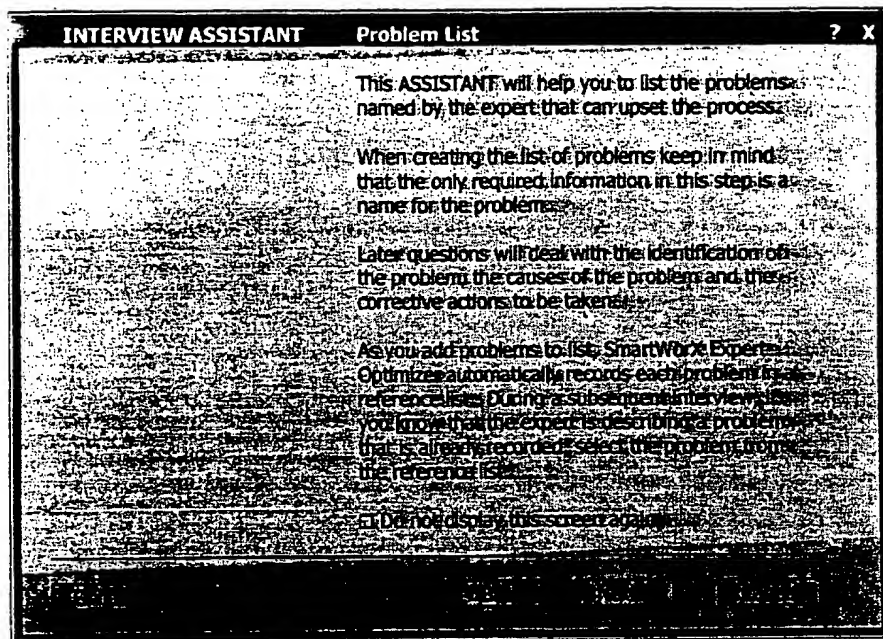 INTERVIEW ASSISTANT Problem List ? X
This ASSISTANT will help you to list the problems
named by the expert that can upset the process.
When creating the list of problems keep in mind
that the only required information in this step is a
name for the problem.
Later questions will deal with the identification of
the problem, the causes of the problem and the
corrective actions to be taken.
As you add problems to list, SmartWorx Expert
Optimizer automatically records each problem in a
reference list. During a subsequent interview, if
you know that the expert is describing a problem
that is already recorded, select the problem from
the reference list.
Do not display this screen again